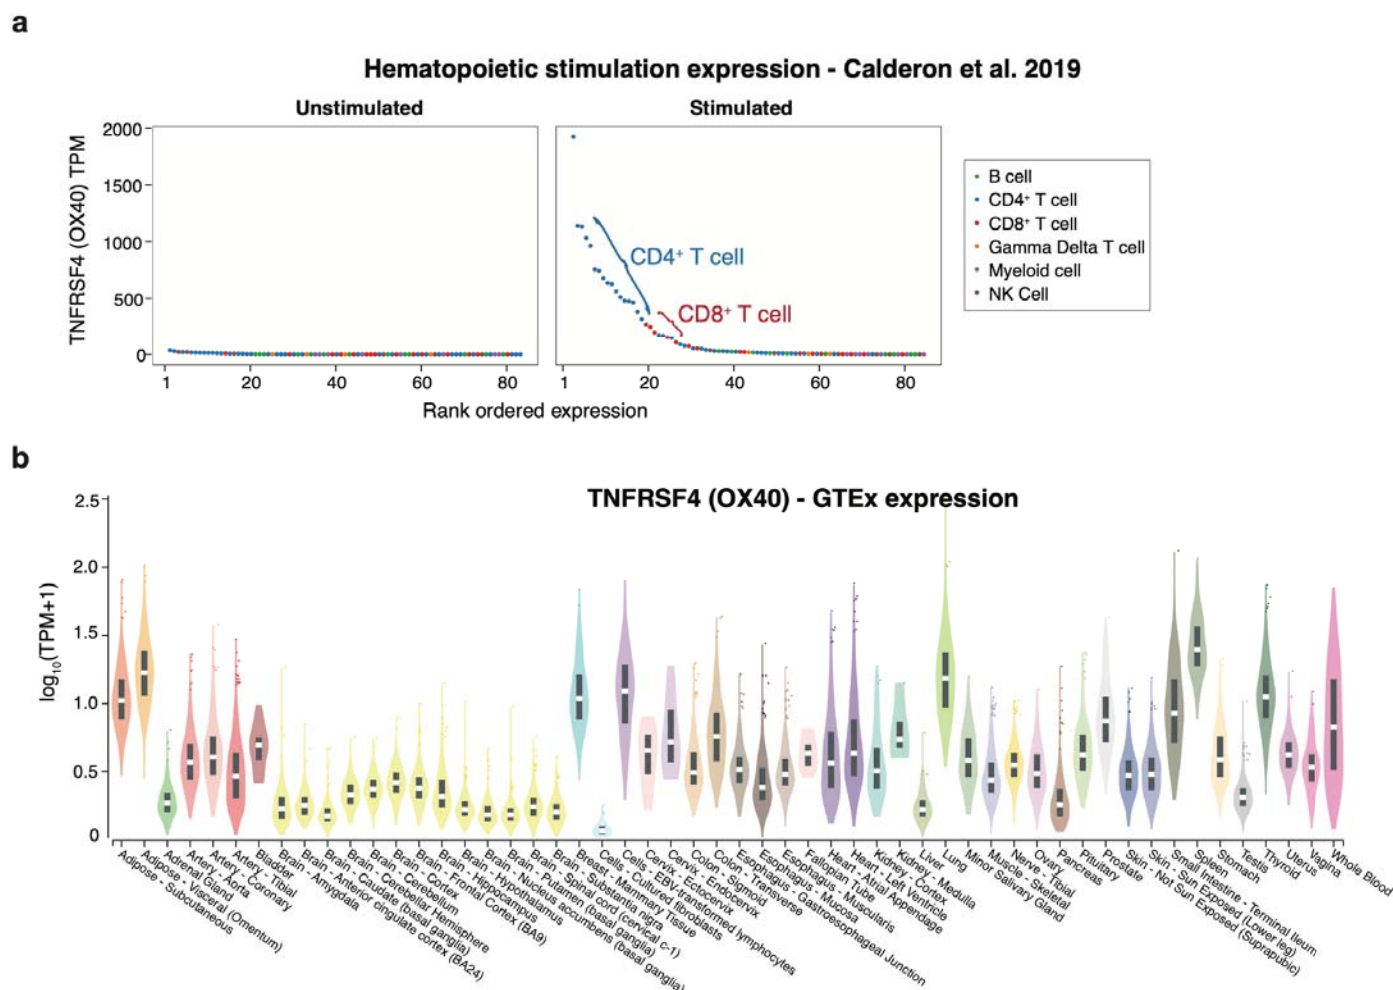 a
Hematopoietic stimulation expression - Calderon et al. 2019
Unstimulated
Stimulated
TNFRSF4 (OX40) TPM
2000
1500
1000
500
0
CD4+ T cell
CD8+ T cell
B cell
CD4+ T cell
CD8+ T cell
Gamma Delta T cell
Myeloid cell
NK Cell
1 20 40 60 80
1 20 40 60 80
Rank ordered expression
b
TNFRSF4 (OX40) - GTEx expression
log10(TPM+1)
2.5
2.0
1.5
1.0
0.5
0
Adipose - Subcutaneous
Adipose - Visceral (Omentum)
Adrenal Gland
Artery - Aorta
Artery - Coronary
Artery - Tibial
Bladder
Brain - Amygdala
Brain - Anterior cingulate cortex (BA24)
Brain - Caudate (basal ganglia)
Brain - Cerebellar Hemisphere
Brain - Cerebellum
Brain - Cortex
Brain - Frontal Cortex (BA9)
Brain - Hippocampus
Brain - Hypothalamus
Brain - Nucleus accumbens (basal ganglia)
Brain - Putamen (basal ganglia)
Brain - Spinal cord (cervical c-1)
Brain - Substantia nigra
Breast - Mammary Tissue
Cells - Cultured fibroblasts
Cells - EBV-transformed lymphocytes
Cervix - Ectocervix
Cervix - Endocervix
Colon - Sigmoid
Colon - Transverse
Esophagus - Gastroesophageal Junction
Esophagus - Mucosa
Esophagus - Muscularis
Fallopian Tube
Heart - Atrial Appendage
Heart - Left Ventricle
Kidney - Cortex
Kidney - Medulla
Liver
Lung
Minor Salivary Gland
Muscle - Skeletal
Nerve - Tibial
Ovary
Pancreas
Pituitary
Prostate
Skin - Not Sun Exposed (Suprapubic)
Skin - Sun Exposed (Lower leg)
Small Intestine - Terminal Ileum
Spleen
Stomach
Testis
Thyroid
Uterus
Vagina
Whole Blood